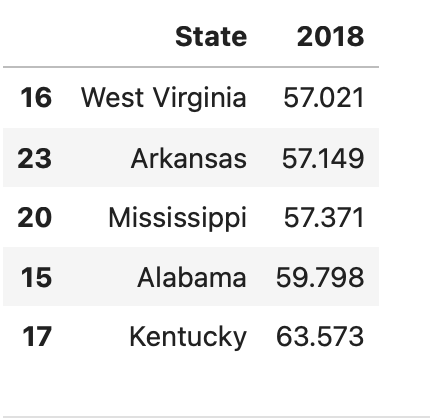 State 2018
16 West Virginia 57.021
23 Arkansas 57.149
20 Mississippi 57.371
15 Alabama 59.798
17 Kentucky 63.573